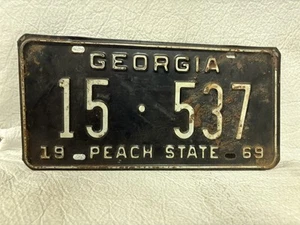 GEORGIA
15 · 537
19 PEACH STATE 69